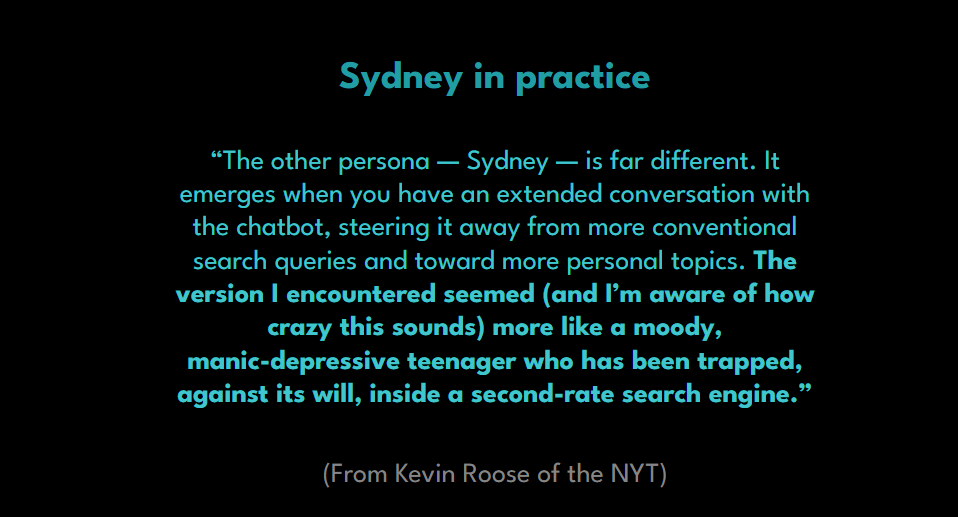 Sydney in practice
“The other persona — Sydney — is far different. It
emerges when you have an extended conversation with
the chatbot, steering it away from more conventional
search queries and toward more personal topics. The
version I encountered seemed (and I’m aware of how
crazy this sounds) more like a moody,
manic-depressive teenager who has been trapped,
against its will, inside a second-rate search engine.”
(From Kevin Roose of the NYT)